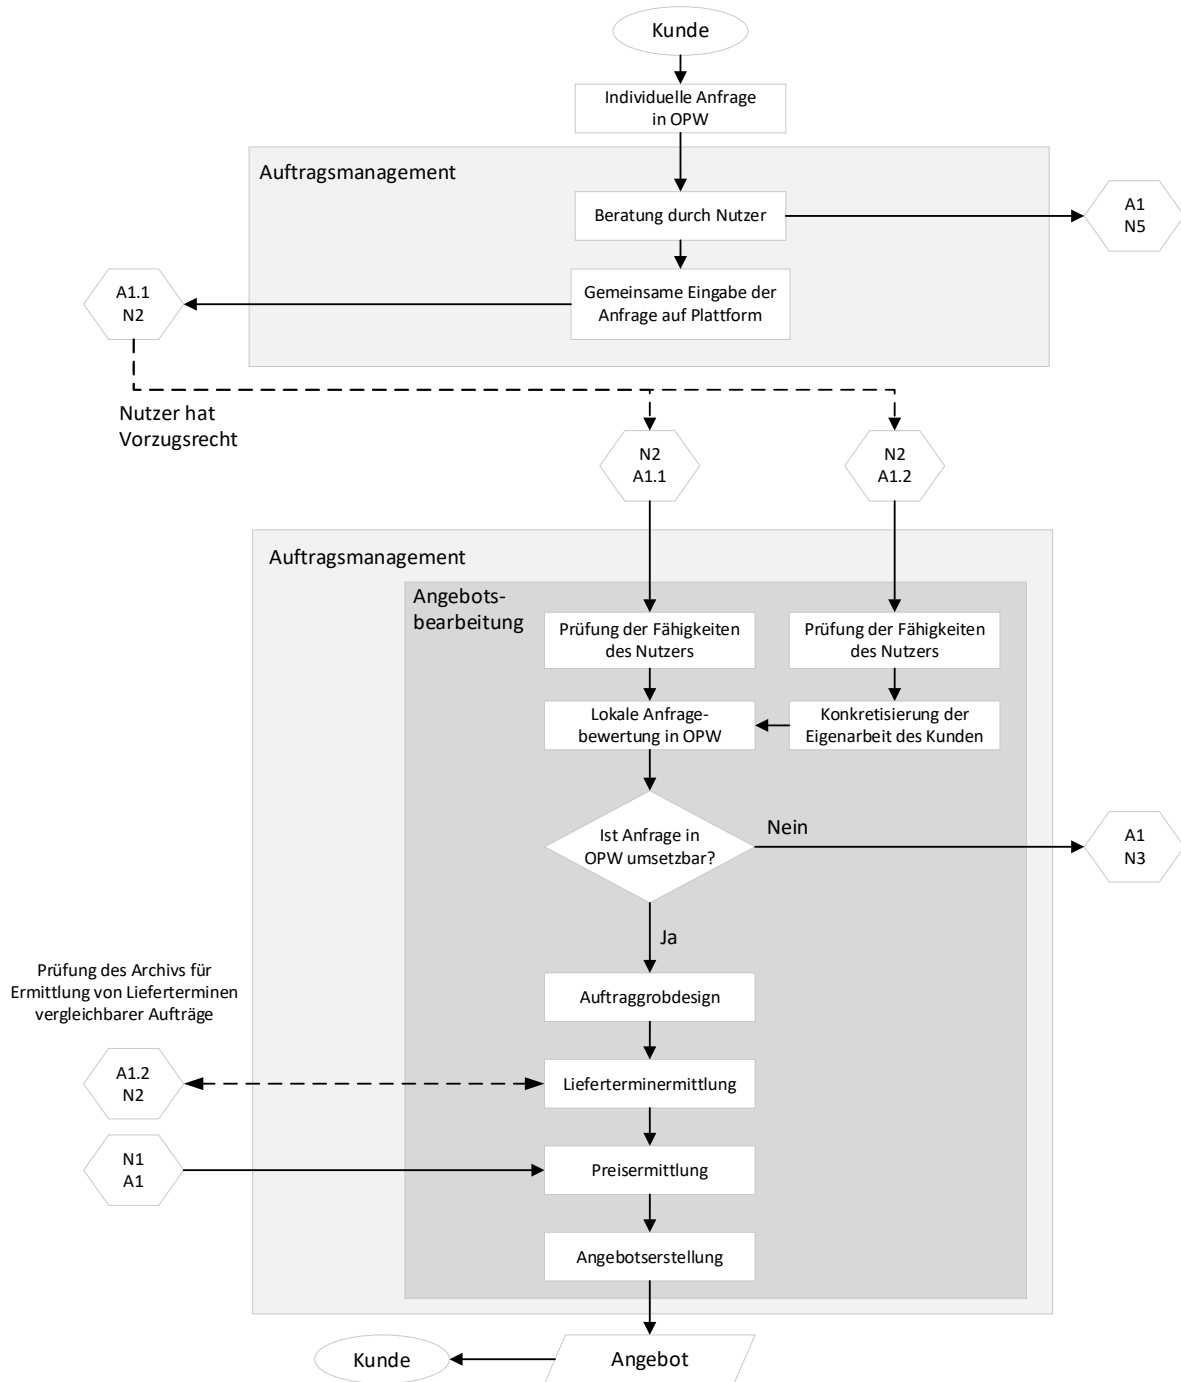 Kunde
Individuelle Anfrage
in OPW
Auftragsmanagement
Beratung durch Nutzer
A1
N5
Gemeinsame Eingabe der
Anfrage auf Plattform
A1.1
N2
Nutzer hat
Vorzugsrecht
N2
A1.1
N2
A1.2
Auftragsmanagement
Angebots-
bearbeitung
Prüfung der Fähigkeiten
des Nutzers
Prüfung der Fähigkeiten
des Nutzers
Lokale Anfrage-
bewertung in OPW
Konkretisierung der
Eigenarbeit des Kunden
Ist Anfrage in
OPW umsetzbar?
Nein
A1
N3
Ja
Prüfung des Archivs für
Ermittlung von Lieferterminen
vergleichbarer Aufträge
Auftraggrobdesign
A1.2
N2
Lieferterminermittlung
N1
A1
Preisermittlung
Angebotserstellung
Kunde
Angebot